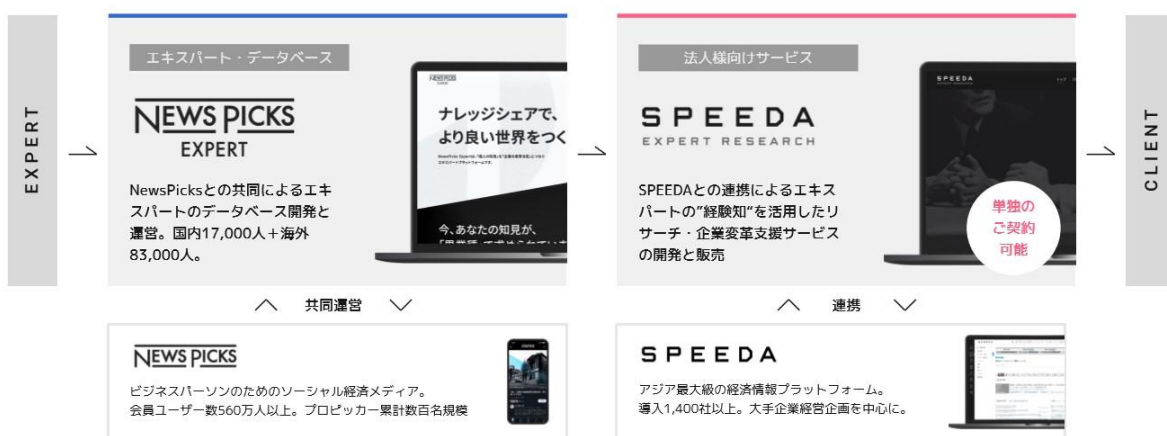 EXPERT
エキスパート・データベース
NEWS PICKS
EXPERT
NewsPicksとの共同によるエキ
スパートのデータベース開発と
運営。国内17,000人＋海外
83,000人。
NEWS PICKS
EXPERT
ナレッジシェアで、
より良い世界をつく
今、あなたの知見が、
共同運営
NEWS PICKS
ビジネスパーソンのためのソーシャル経済メディア。
会員ユーザー数560万人以上。プロピッカー累計数百名規模
法人様向けサービス
SPEEDA
EXPERT RESEARCH
SPEEDAとの連携によるエキス
パートの”経験知“を活用したリ
サーチ・企業変革支援サービス
の開発と販売
SPEEDA
EXPERT RESEARCH
単独の
ご契約
可能
連携
SPEEDA
アジア最大級の経済情報プラットフォーム。
導入1,400社以上。大手企業経営企画を中心に。
CLIENT